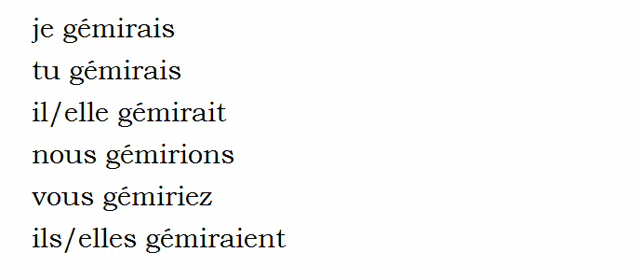 je gémirais
tu gémirais
il/elle gémirait
nous gémirions
vous gémiriez
ils/elles gémiraient